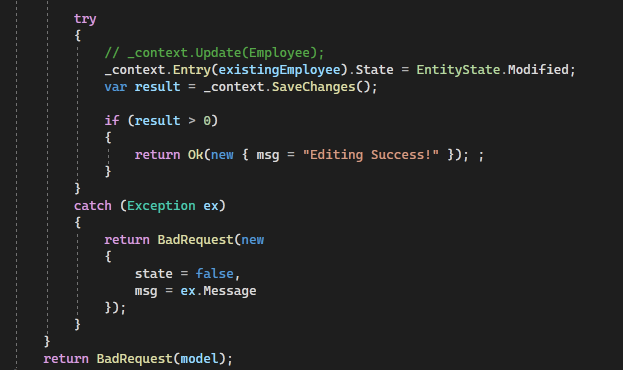 try
{
// _context.Update(Employee);
_context.Entry(existingEmployee).State = EntityState.Modified;
var result = _context.SaveChanges();
if (result > 0)
{
return Ok(new { msg = "Editing Success!" }); ;
}
}
catch (Exception ex)
{
return BadRequest(new
{
state = false,
msg = ex.Message
});
}
}
return BadRequest(model);